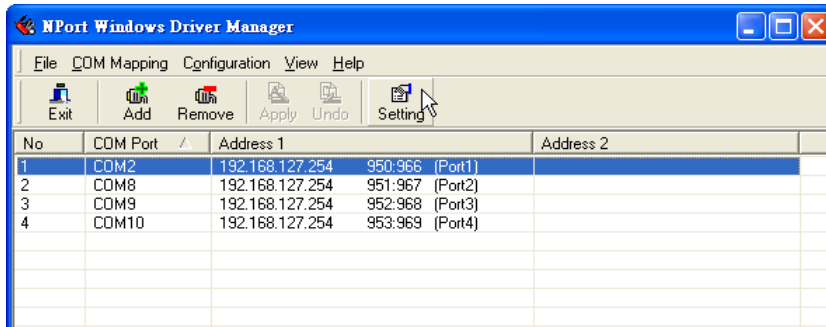 NPort Windows Driver Manager
File COM Mapping Configuration View Help
Exit Add Remove Apply Undo Setting
No COM Port Address 1 Address 2
1 COM2 192.168.127.254 950:966 (Port1)
2 COM8 192.168.127.254 951:967 (Port2)
3 COM9 192.168.127.254 952:968 (Port3)
4 COM10 192.168.127.254 953:969 (Port4)